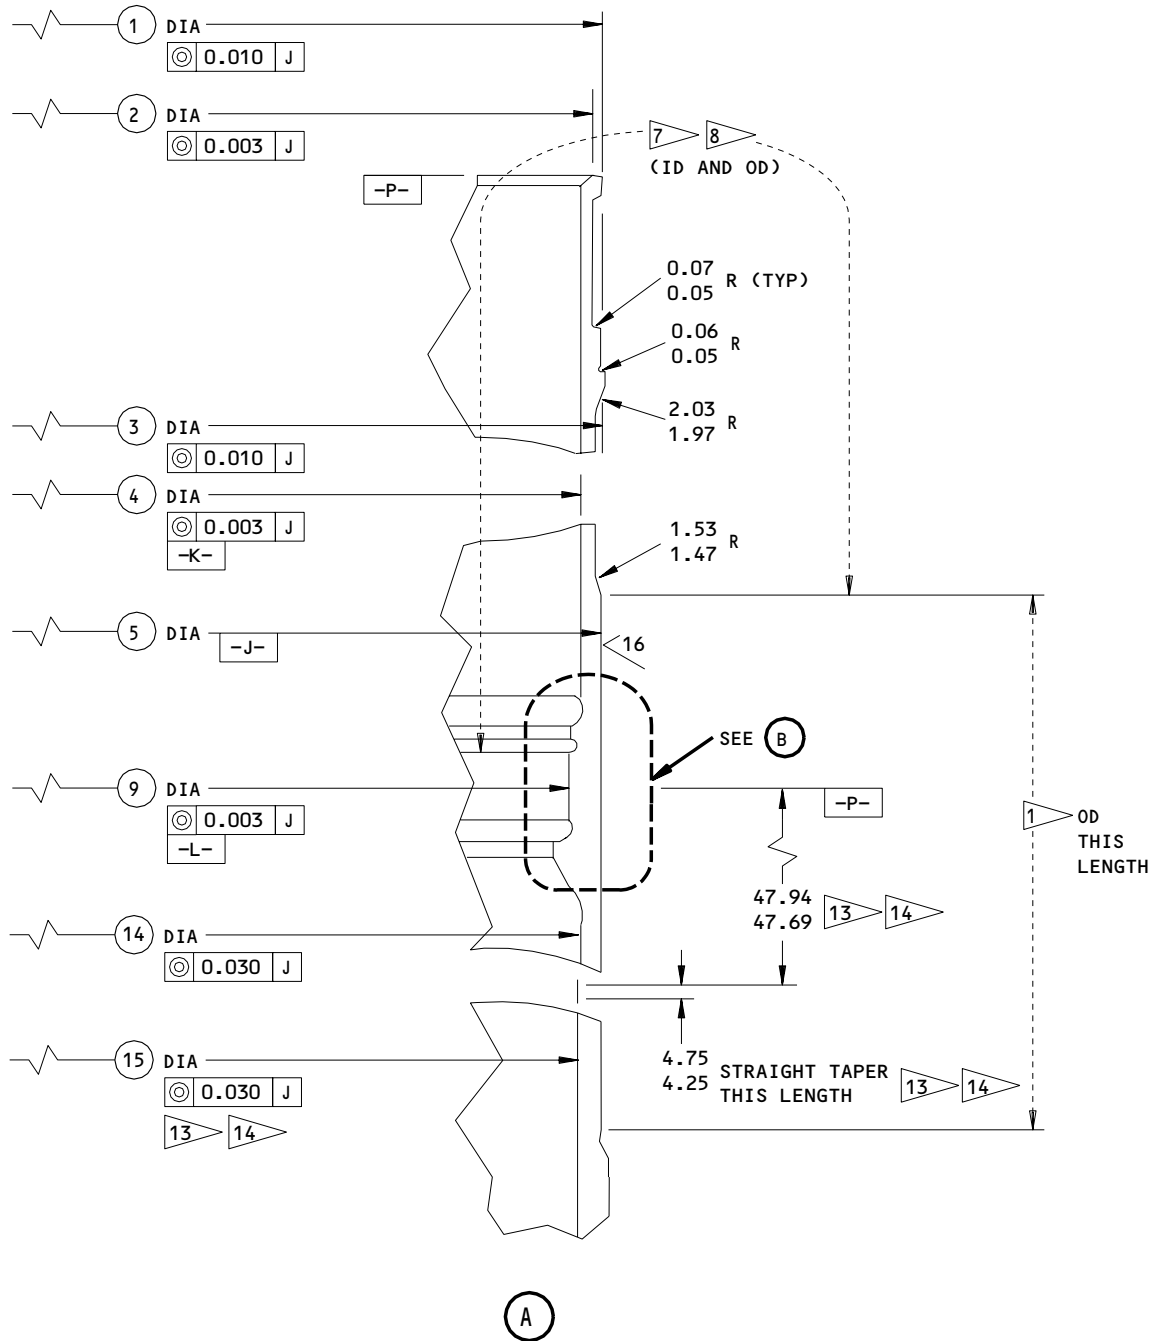 1 DIA
◎ 0.010 J
2 DIA
◎ 0.003 J
7 8
(ID AND OD)
-P-
0.07
0.05 R (TYP)
0.06
0.05 R
2.03
1.97 R
3 DIA
◎ 0.010 J
4 DIA
◎ 0.003 J
-K-
1.53
1.47 R
5 DIA -J-
16
SEE B
9 DIA
◎ 0.003 J
-L-
-P-
1 OD
THIS
LENGTH
47.94
47.69 13 14
14 DIA
◎ 0.030 J
15 DIA
◎ 0.030 J
13 14
4.75
4.25 STRAIGHT TAPER
THIS LENGTH 13 14
A